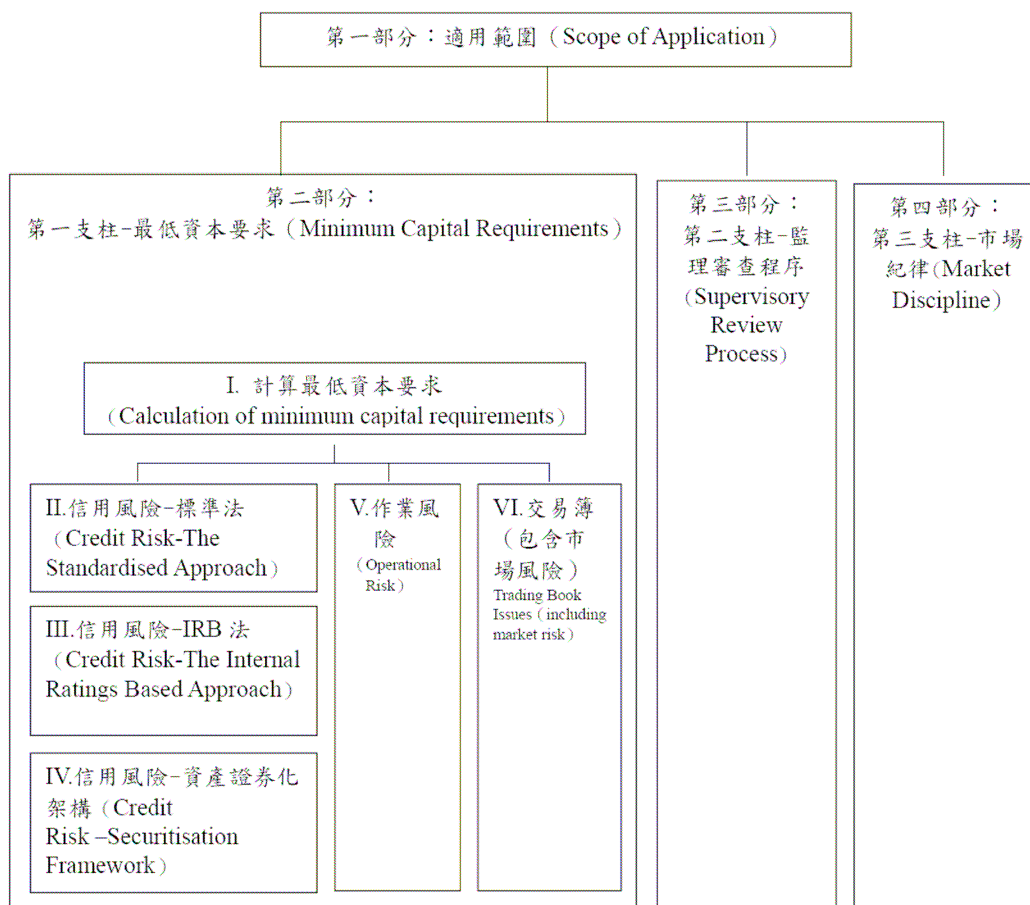 第一部分：適用範圍（Scope of Application）
第二部分：
第一支柱-最低資本要求（Minimum Capital Requirements）
第三部分：
第二支柱-監
理審查程序
（Supervisory
Review
Process）
第四部分：
第三支柱-市場
紀律（Market
Discipline）
I. 計算最低資本要求
（Calculation of minimum capital requirements）
II.信用風險-標準法
（Credit Risk-The
Standardised Approach）
III.信用風險-IRB 法
（Credit Risk-The Internal
Ratings Based Approach）
IV.信用風險-資產證券化
架構（Credit
Risk –Securitisation
Framework）
V.作業風
險
（Operational
Risk）
VI.交易簿
（包含市
場風險）
Trading Book
Issues（including
market risk）